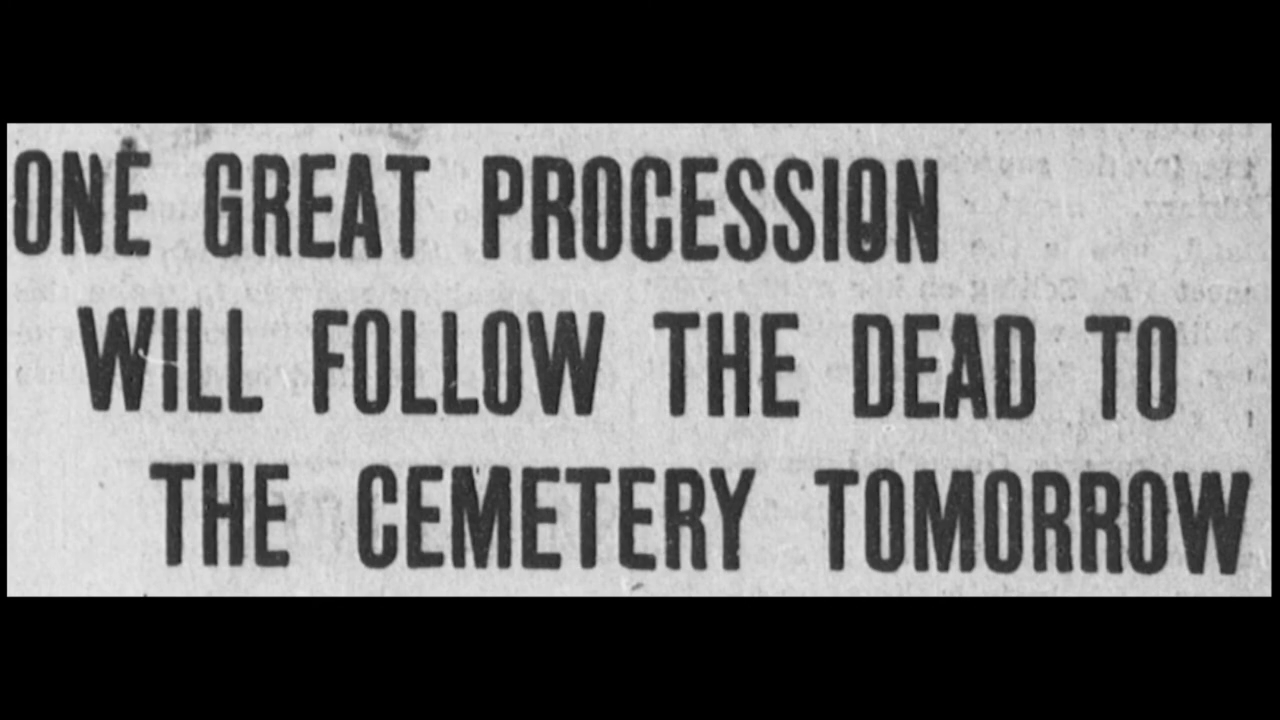 ONE GREAT PROCESSION
WILL FOLLOW THE DEAD TO
THE CEMETERY TOMORROW